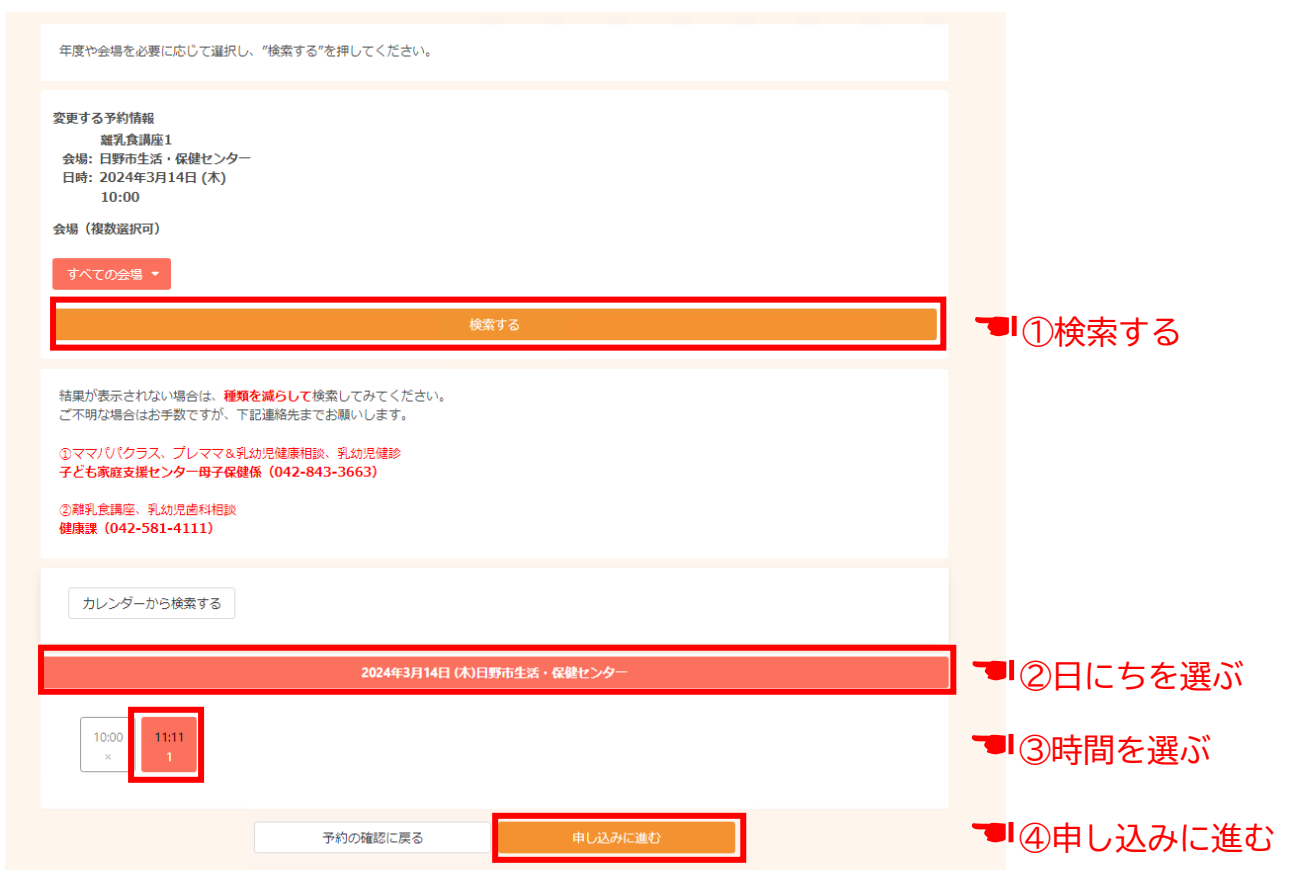 年度や会場を必要に応じて選択し、"検索する"を押してください。
変更する予約情報
離乳食講座1
会場: 日野市生活・保健センター
日時: 2024年3月14日 (木)
10:00
会場（複数選択可）
すべての会場
検索する
①検索する
結果が表示されない場合は、種類を減らして検索してみてください。
ご不明な場合はお手数ですが、下記連絡先までお願いします。
①ママパパクラス、プレママ＆乳幼児健康相談、乳幼児健診
子ども家庭支援センター母子保健係（042-843-3663）
②離乳食講座、乳幼児歯科相談
健康課（042-581-4111）
カレンダーから検索する
2024年3月14日 (木)日野市生活・保健センター
②日にちを選ぶ
10:00 11:11
× 1
③時間を選ぶ
予約の確認に戻る 申し込みに進む
④申し込みに進む